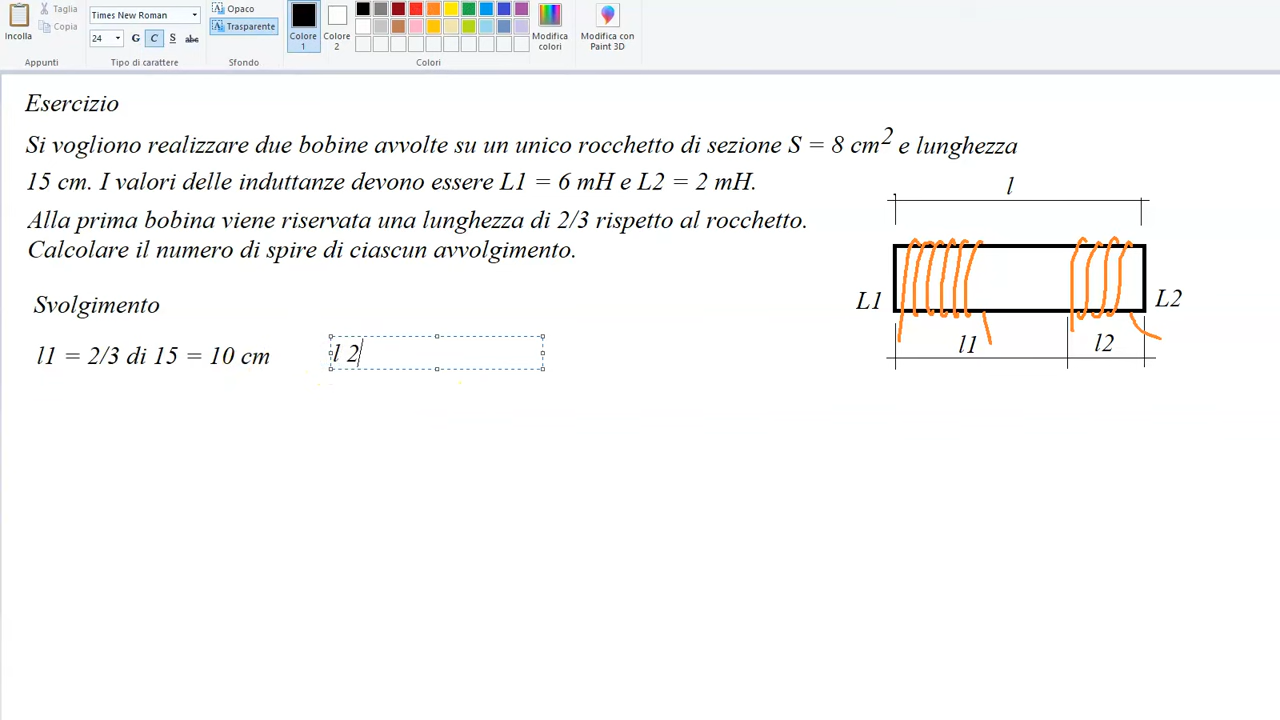 Incolla
Taglia
Copia
Appunti
Times New Roman
24
G C S abc
Tipo di carattere
Opaco
Trasparente
Sfondo
Colore 1
Colore 2
Colori
Modifica colori
Modifica con Paint 3D
Esercizio
Si vogliono realizzare due bobine avvolte su un unico rocchetto di sezione S = 8 cm2 e lunghezza
15 cm. I valori delle induttanze devono essere L1 = 6 mH e L2 = 2 mH.
Alla prima bobina viene riservata una lunghezza di 2/3 rispetto al rocchetto.
Calcolare il numero di spire di ciascun avvolgimento.
Svolgimento
l1 = 2/3 di 15 = 10 cm
l 2
l
L1
L2
l1
l2